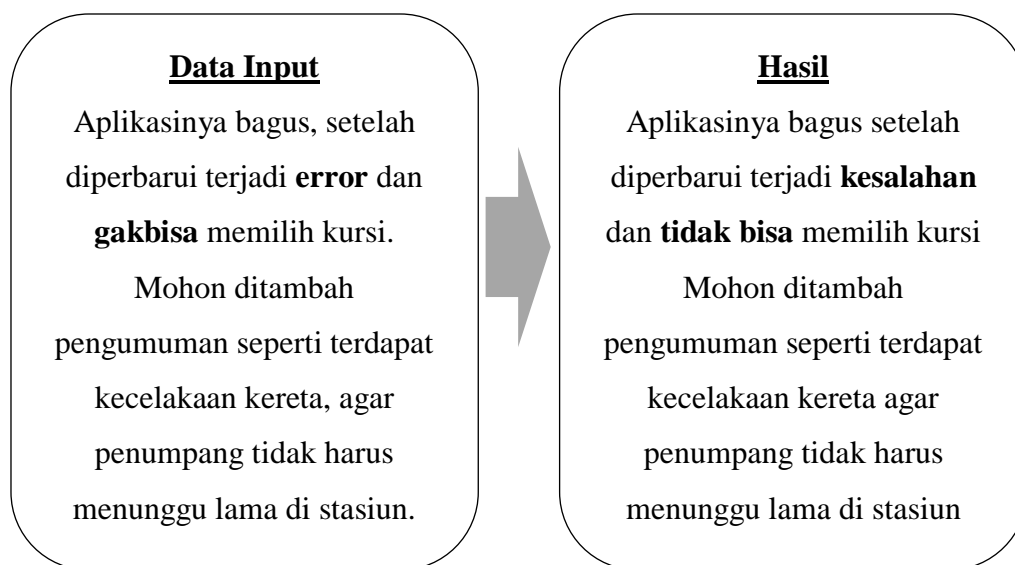 Data Input
Aplikasinya bagus, setelah
diperbarui terjadi error dan
gakbisa memilih kursi.
Mohon ditambah
pengumuman seperti terdapat
kecelakaan kereta, agar
penumpang tidak harus
menunggu lama di stasiun.
Hasil
Aplikasinya bagus setelah
diperbarui terjadi kesalahan
dan tidak bisa memilih kursi
Mohon ditambah
pengumuman seperti terdapat
kecelakaan kereta agar
penumpang tidak harus
menunggu lama di stasiun